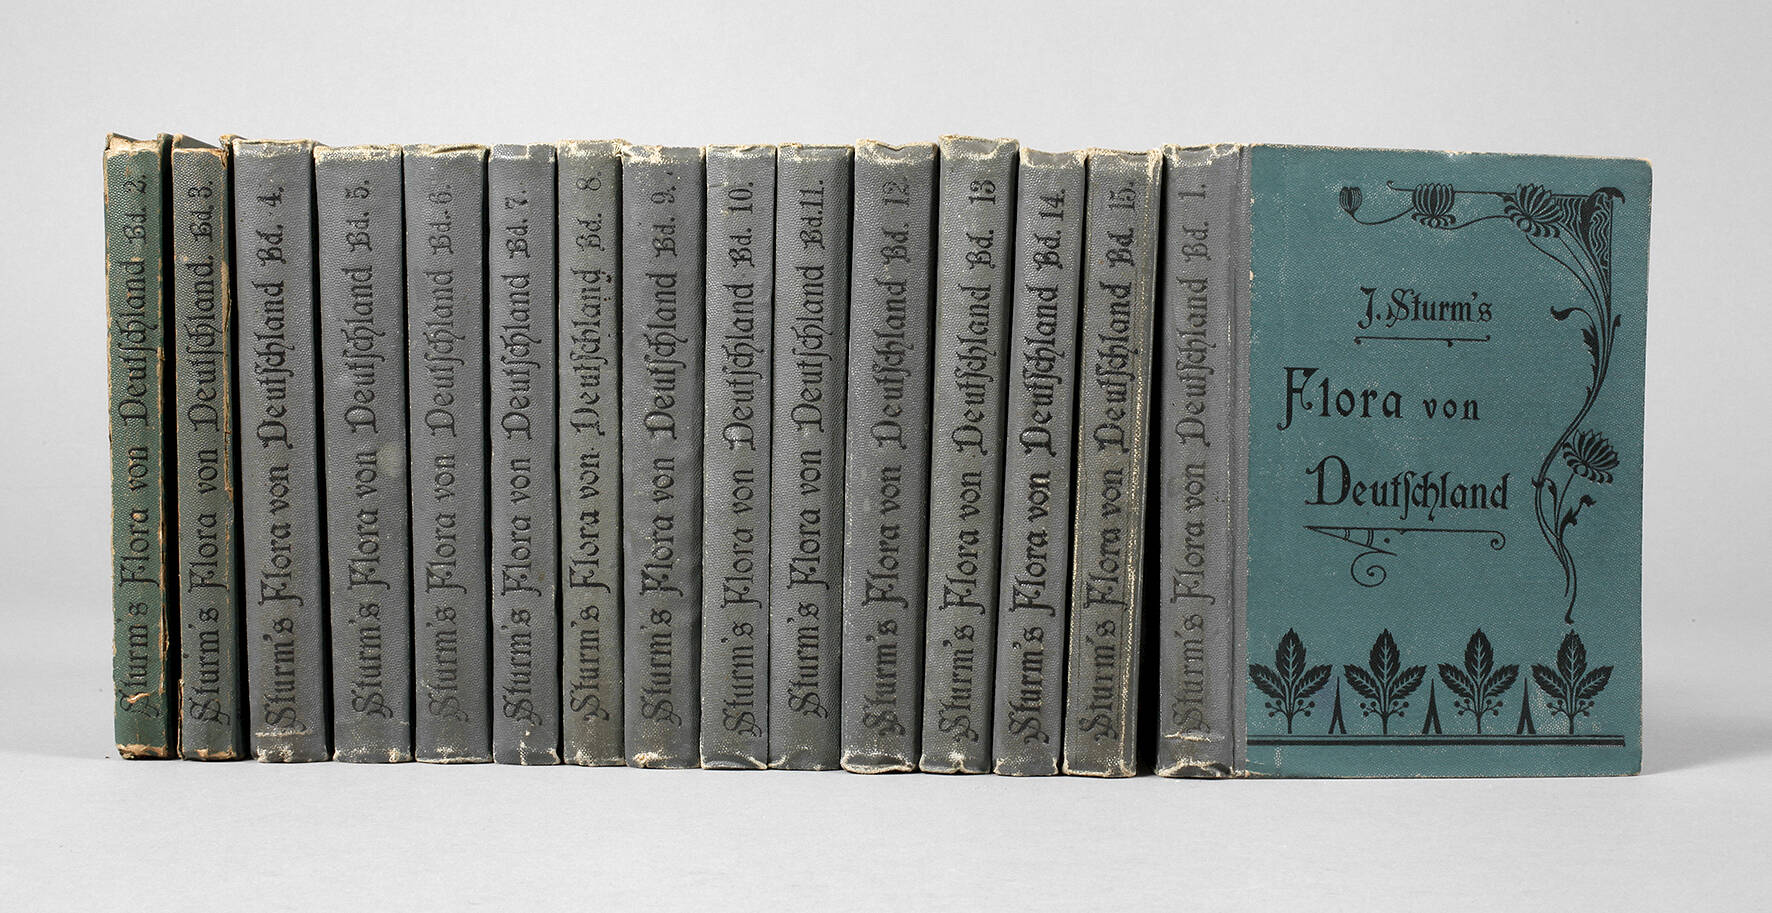 Sturm's Flora von Deutſchland Bd. 2.
Sturm's Flora von Deutſchland Bd. 3.
Sturm's Flora von Deutſchland Bd. 4.
Sturm's Flora von Deutſchland Bd. 5.
Sturm's Flora von Deutſchland Bd. 6.
Sturm's Flora von Deutſchland Bd. 7.
Sturm's Flora von Deutſchland Bd. 8.
Sturm's Flora von Deutſchland Bd. 9.
Sturm's Flora von Deutſchland Bd. 10.
Sturm's Flora von Deutſchland Bd. 11.
Sturm's Flora von Deutſchland Bd. 12.
Sturm's Flora von Deutſchland Bd. 13
Sturm's Flora von Deutſchland Bd. 14.
Sturm's Flora von Deutſchland Bd. 15.
Sturm's Flora von Deutſchland Bd. 1.
J. Sturm's
Flora von
Deutſchland